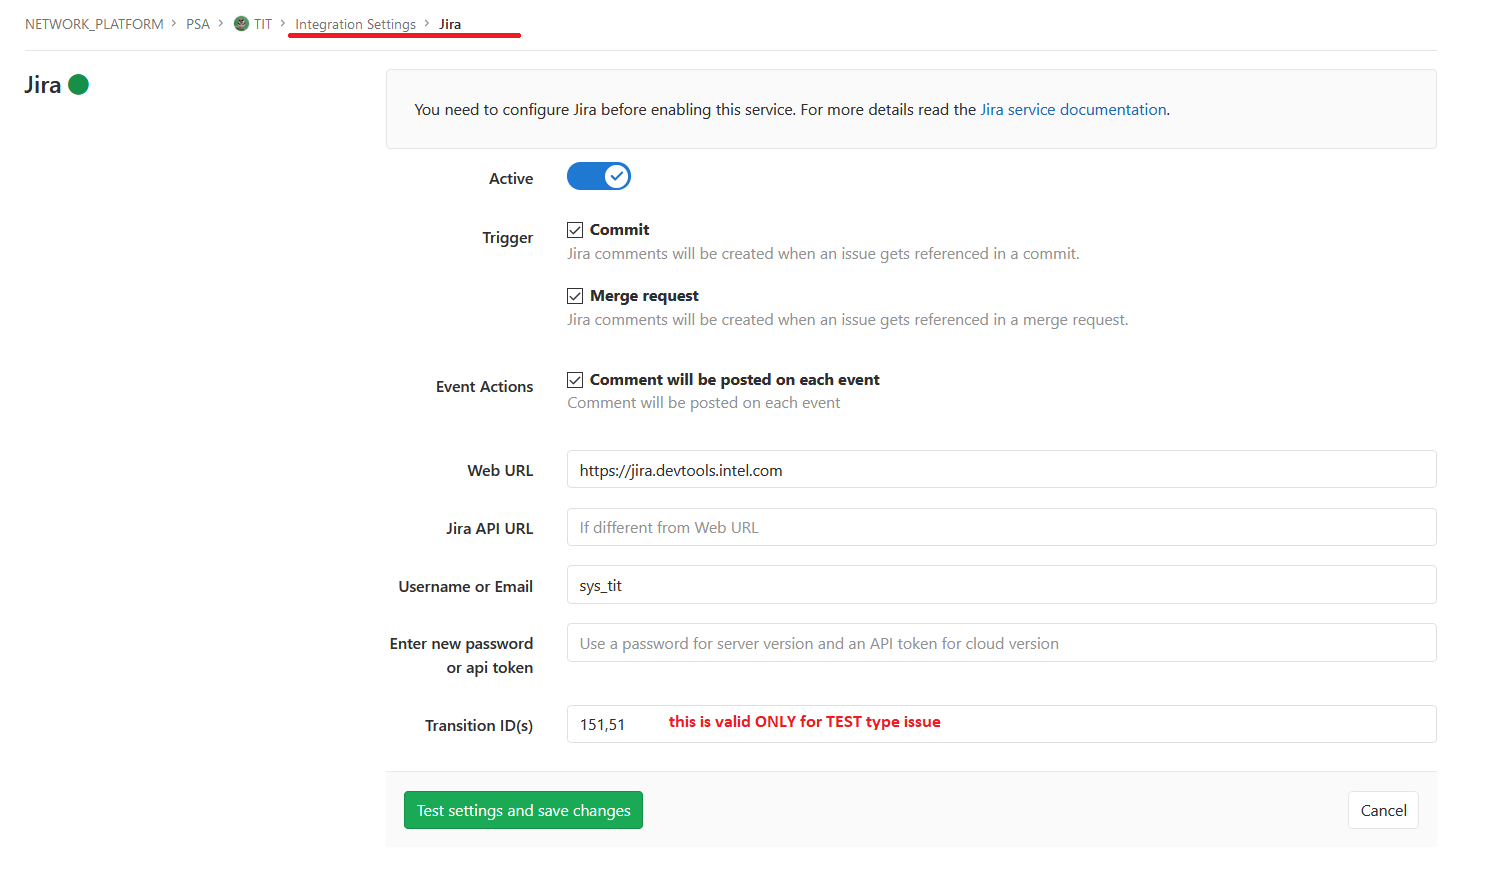 NETWORK_PLATFORM > PSA > TIT > Integration Settings > Jira
Jira
You need to configure Jira before enabling this service. For more details read the Jira service documentation.
Active
Trigger
Commit
Jira comments will be created when an issue gets referenced in a commit.
Merge request
Jira comments will be created when an issue gets referenced in a merge request.
Event Actions
Comment will be posted on each event
Comment will be posted on each event
Web URL
https://jira.devtools.intel.com
Jira API URL
If different from Web URL
Username or Email
sys_tit
Enter new password
or api token
Use a password for server version and an API token for cloud version
Transition ID(s)
151,51
this is valid ONLY for TEST type issue
Test settings and save changes
Cancel